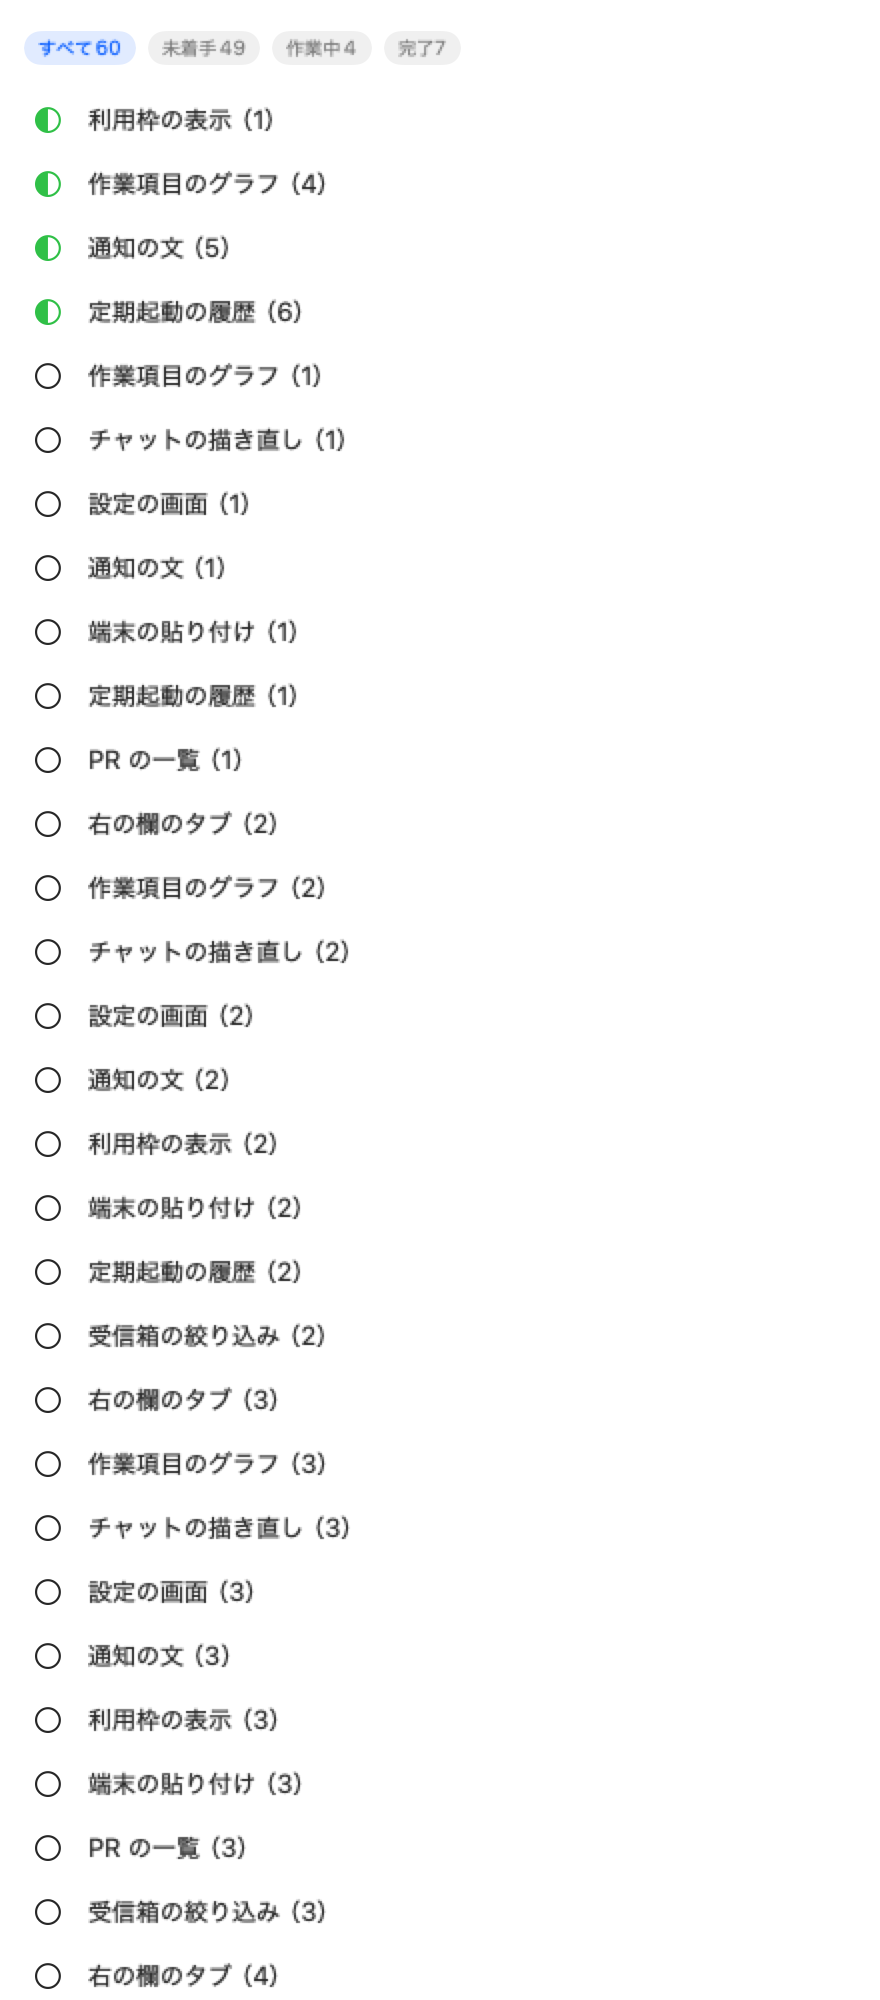 すべて60 未着手49 作業中4 完了7
利用枠の表示（1）
作業項目のグラフ（4）
通知の文（5）
定期起動の履歴（6）
作業項目のグラフ（1）
チャットの描き直し（1）
設定の画面（1）
通知の文（1）
端末の貼り付け（1）
定期起動の履歴（1）
PR の一覧（1）
右の欄のタブ（2）
作業項目のグラフ（2）
チャットの描き直し（2）
設定の画面（2）
通知の文（2）
利用枠の表示（2）
端末の貼り付け（2）
定期起動の履歴（2）
受信箱の絞り込み（2）
右の欄のタブ（3）
作業項目のグラフ（3）
チャットの描き直し（3）
設定の画面（3）
通知の文（3）
利用枠の表示（3）
端末の貼り付け（3）
PR の一覧（3）
受信箱の絞り込み（3）
右の欄のタブ（4）